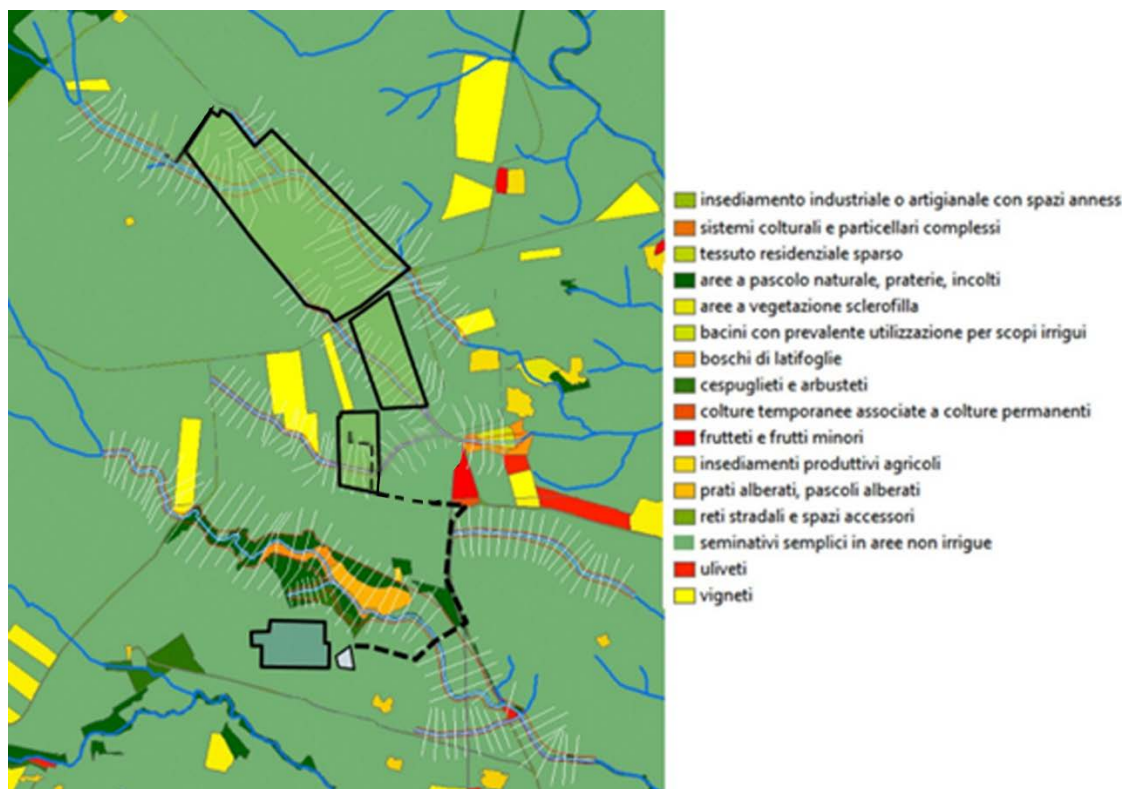 insediamento industriale o artigianale con spazi anness
sistemi colturali e particellari complessi
tessuto residenziale sparso
aree a pascolo naturale, praterie, incolti
aree a vegetazione sclerofilla
bacini con prevalente utilizzazione per scopi irrigui
boschi di latifoglie
cespuglieti e arbusteti
colture temporanee associate a colture permanenti
frutteti e frutti minori
insediamenti produttivi agricoli
prati alberati, pascoli alberati
reti stradali e spazi accessori
seminativi semplici in aree non irrigue
uliveti
vigneti